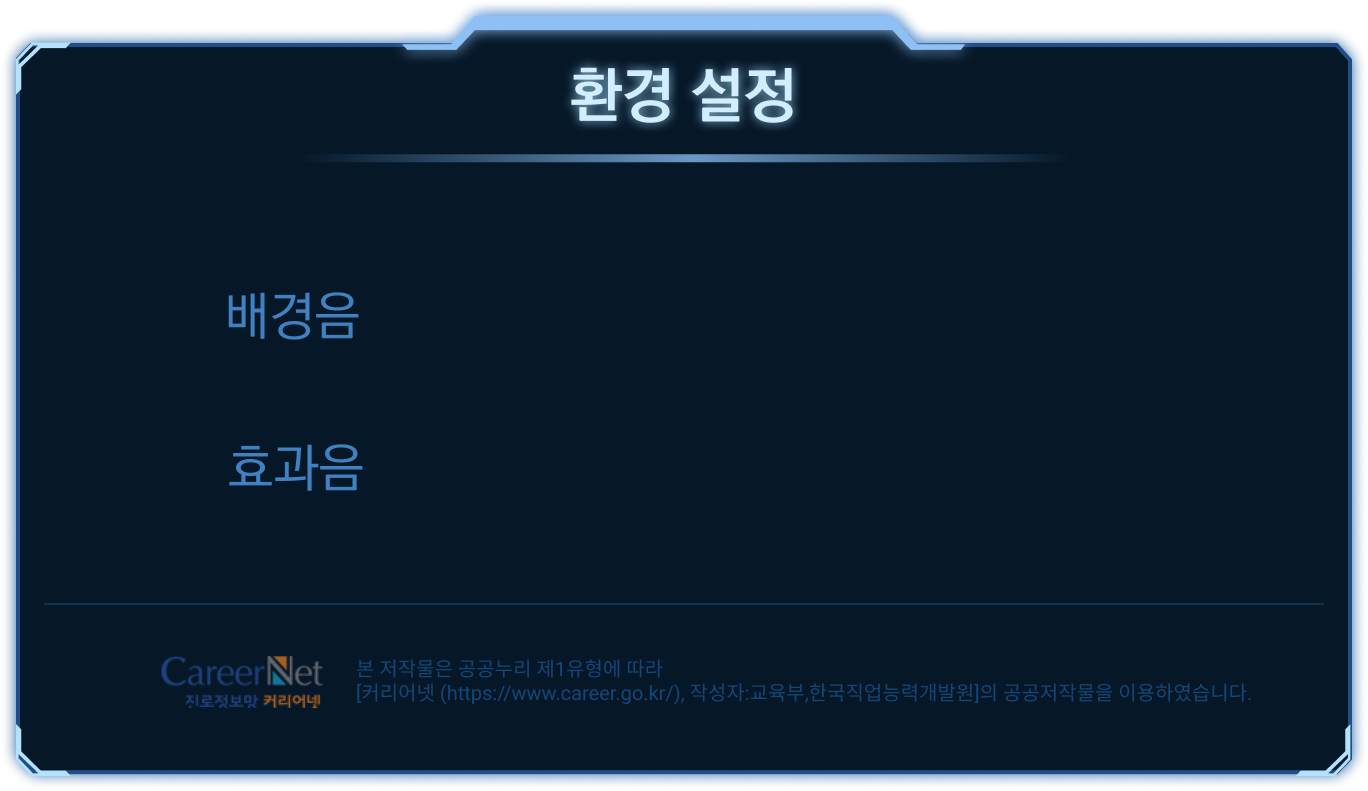 환경 설정
배경음
효과음
CareerNet
진로정보망 커리어넷
본 저작물은 공공누리 제1유형에 따라
[커리어넷 (https://www.career.go.kr/), 작성자:교육부,한국직업능력개발원]의 공공저작물을 이용하였습니다.